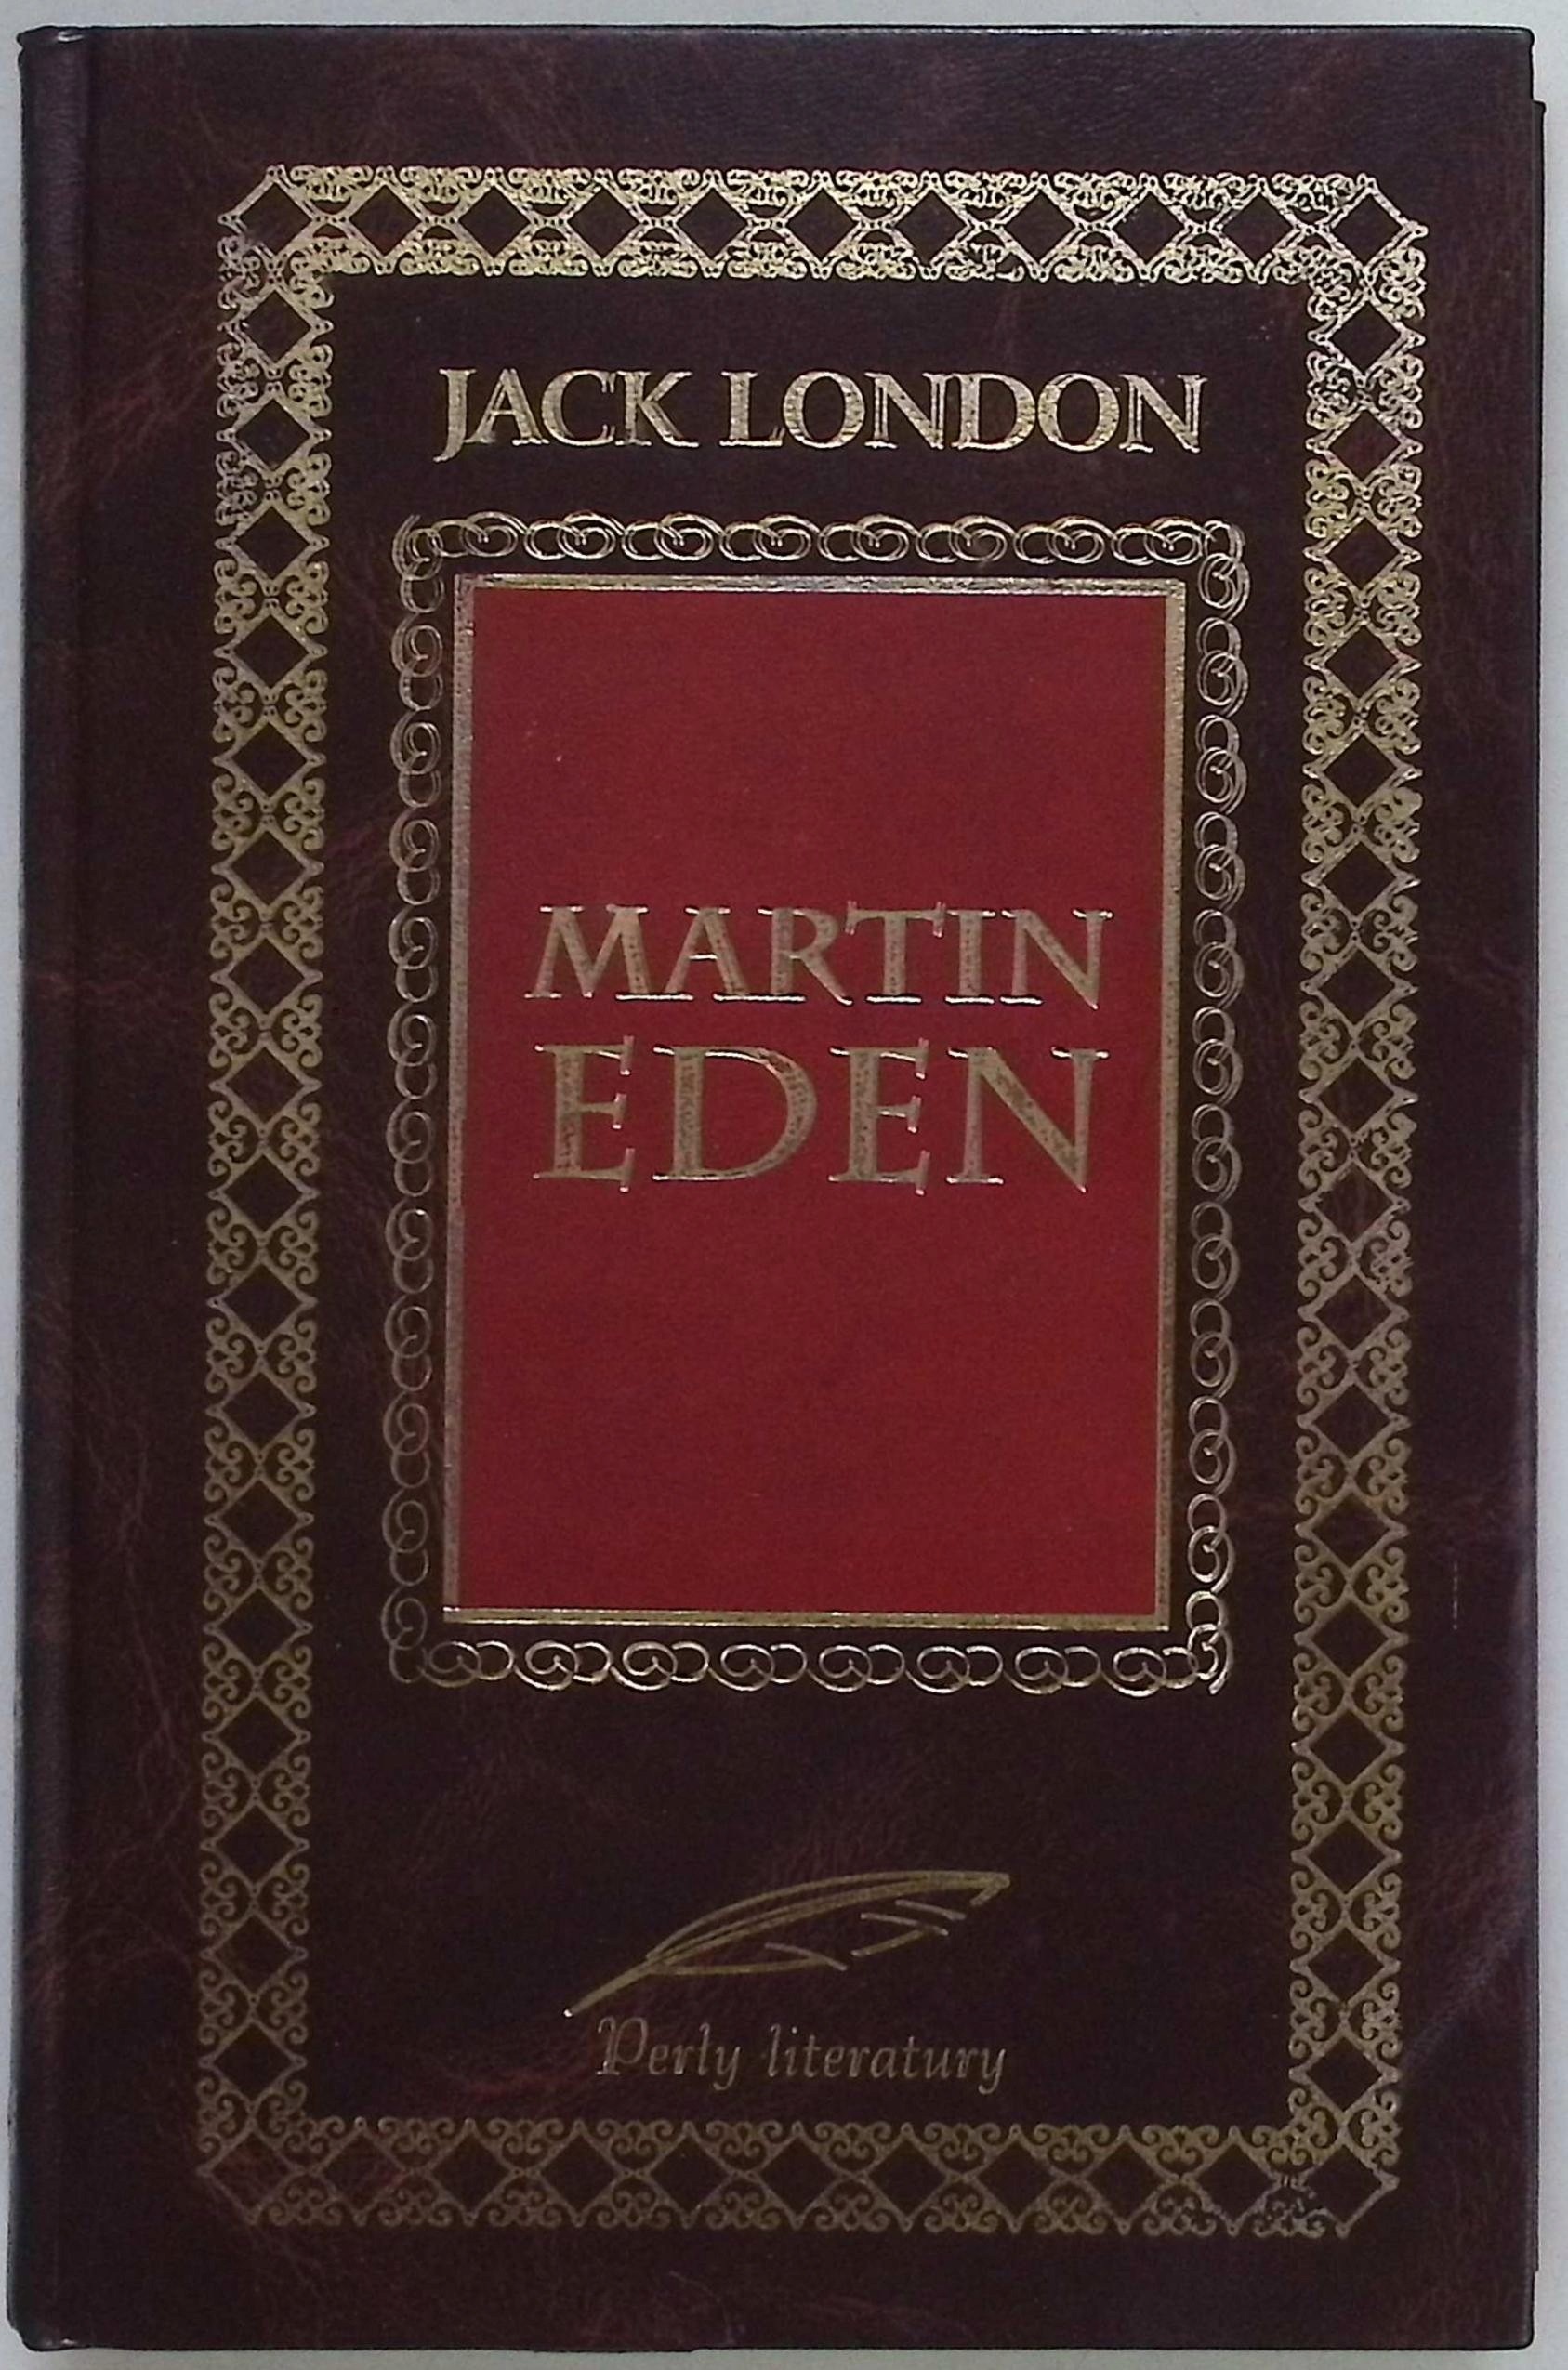 JACK LONDON
MARTIN
EDEN
Perly literatury